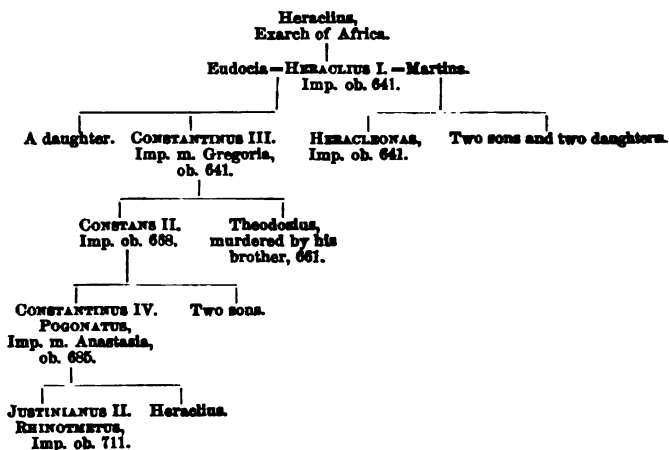 Heraclius,
Exarch of Africa.
Eudocia—HERACLIUS I.—Martina.
Imp. ob. 641.
A daughter. CONSTANTINUS III. HERACLEONAS, Two sons and two daughters.
Imp. m. Gregoria, Imp. ob. 641.
ob. 641.
CONSTANS II. Theodosius,
Imp. ob. 668. murdered by his
brother, 661.
CONSTANTINUS IV. Two sons.
POGONATUS,
Imp. m. Anastasia,
ob. 685.
JUSTINIANUS II. Heraclius.
RHINOTMETUS,
Imp. ob. 711.